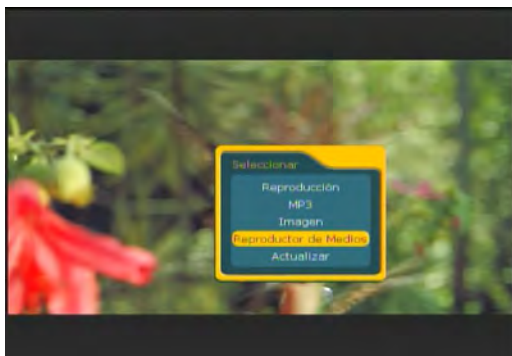 Seleccionar
Reproducción
MP3
Imagen
Reproductor de Medios
Actualizar